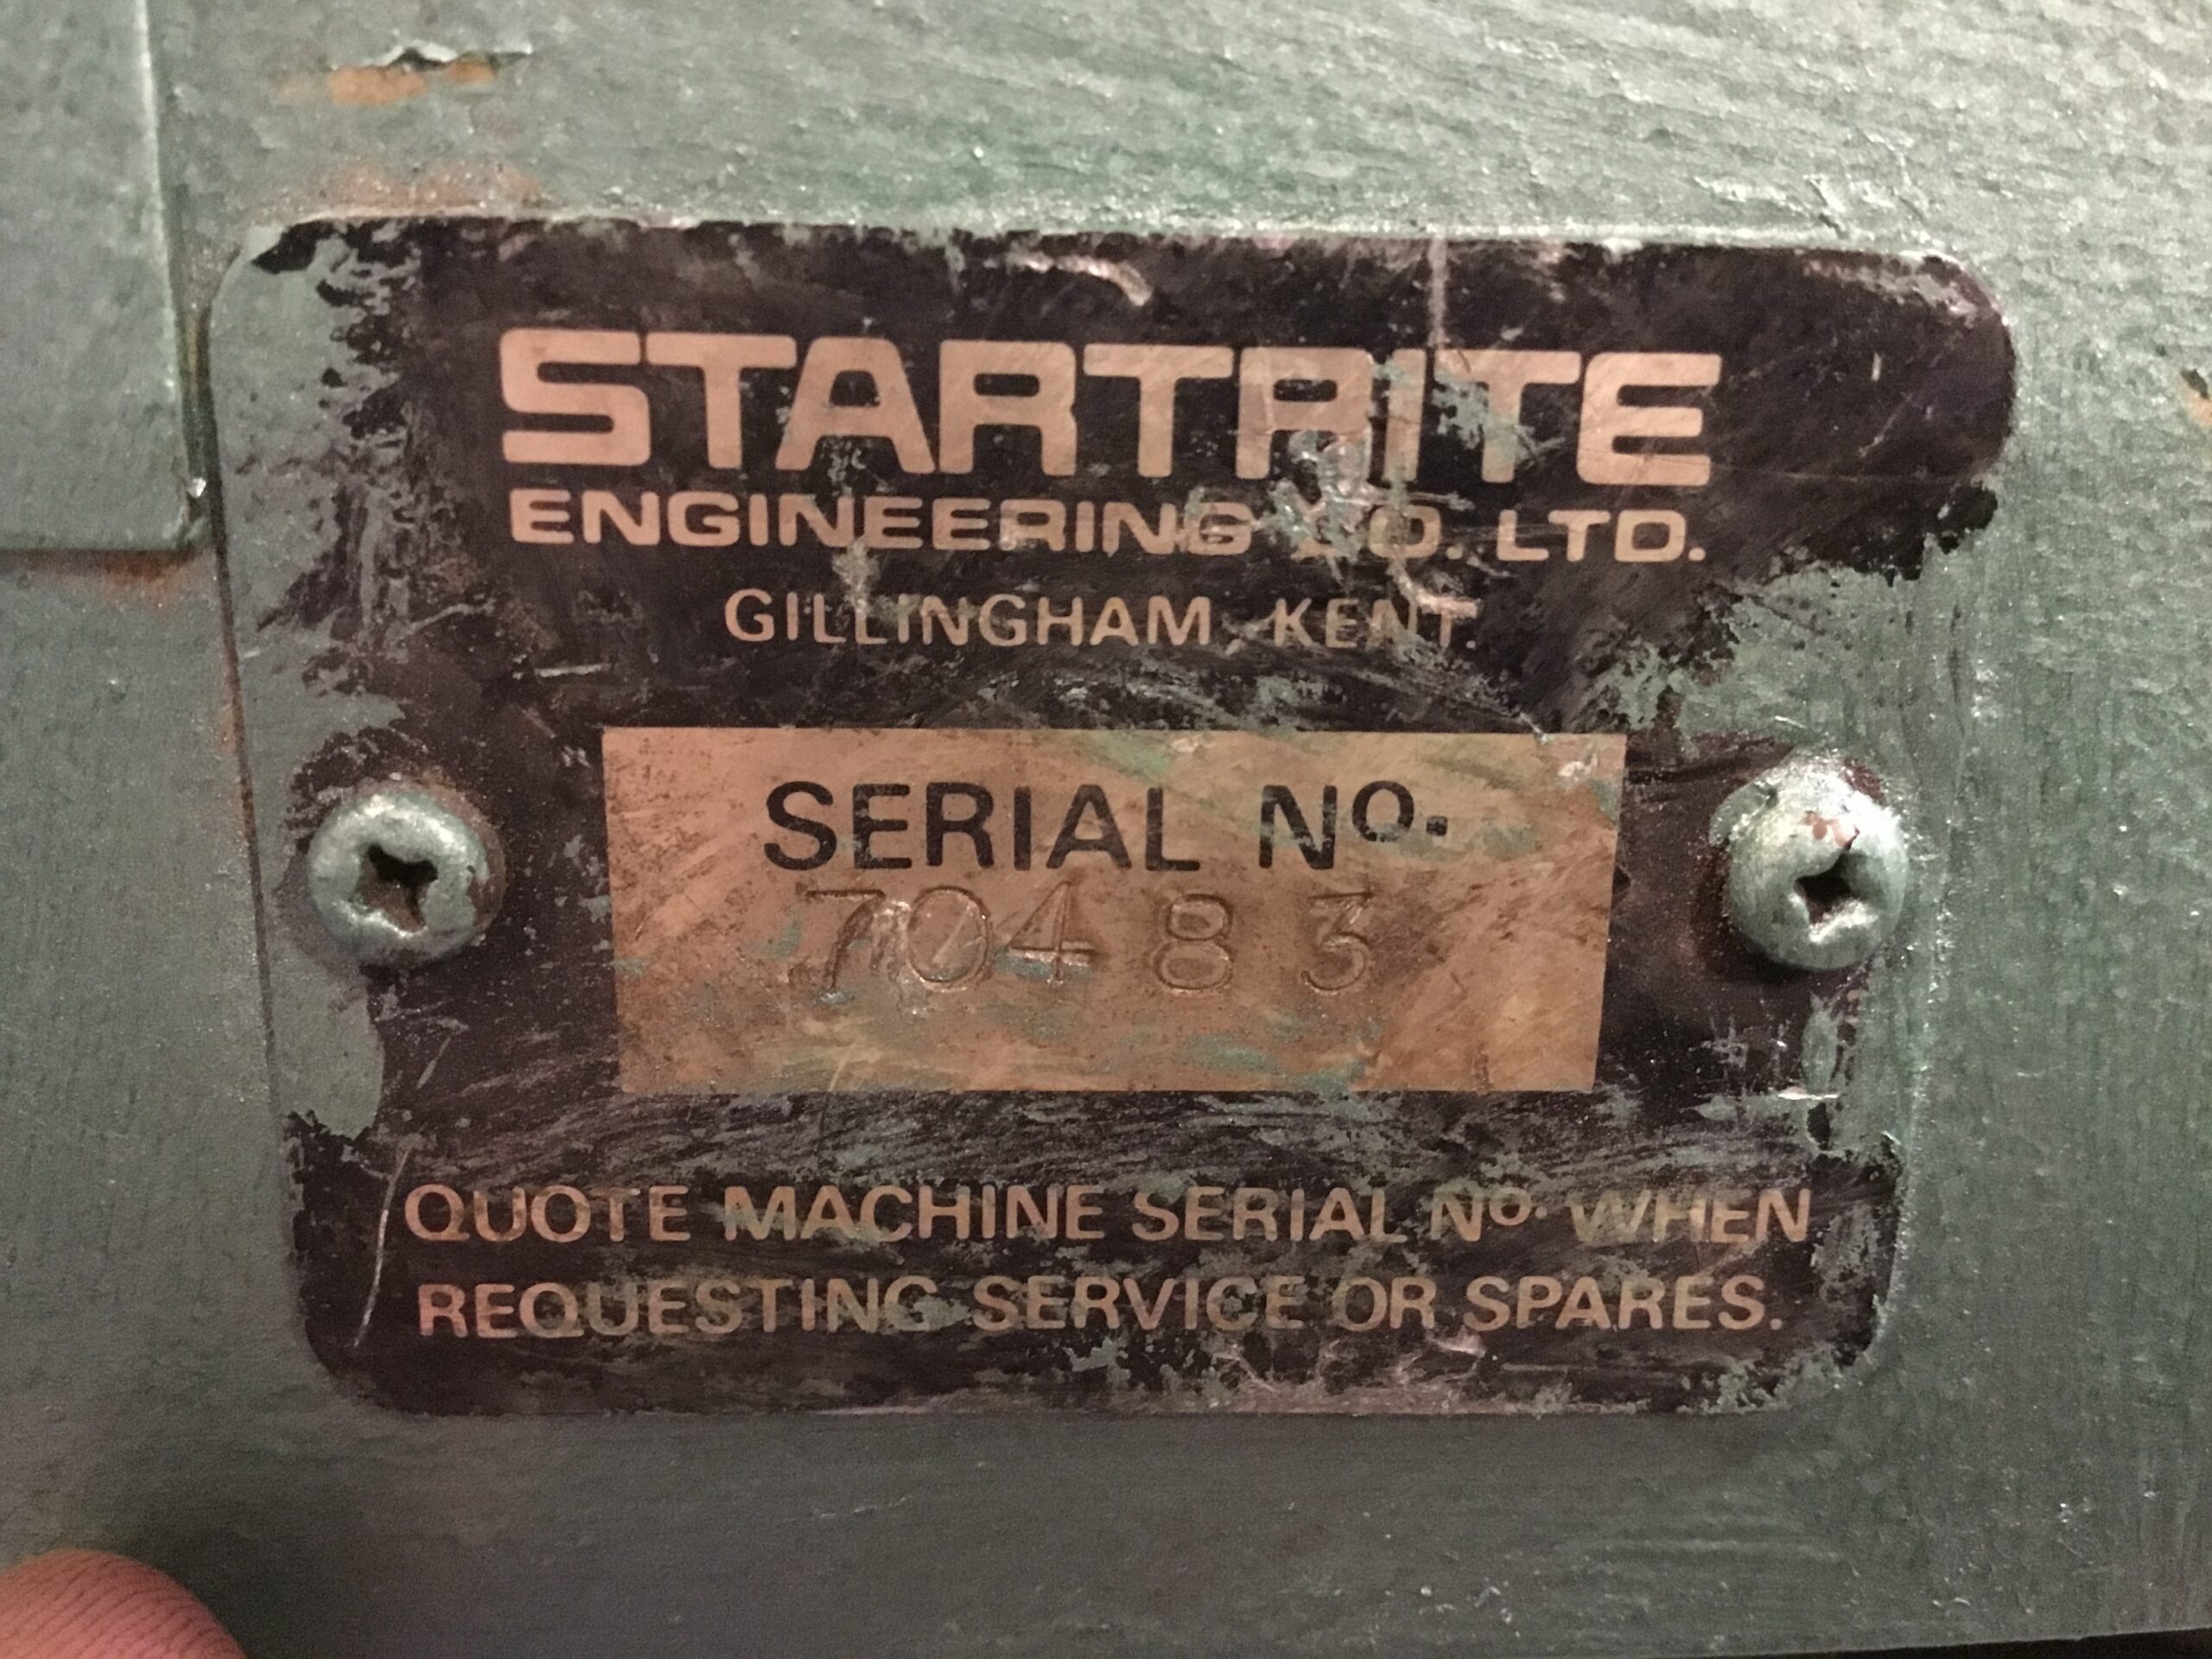 STARTRITE
ENGINEERING CO. LTD.
GILLINGHAM, KENT.
SERIAL Nº.
70483
QUOTE MACHINE SERIAL Nº. WHEN
REQUESTING SERVICE OR SPARES.